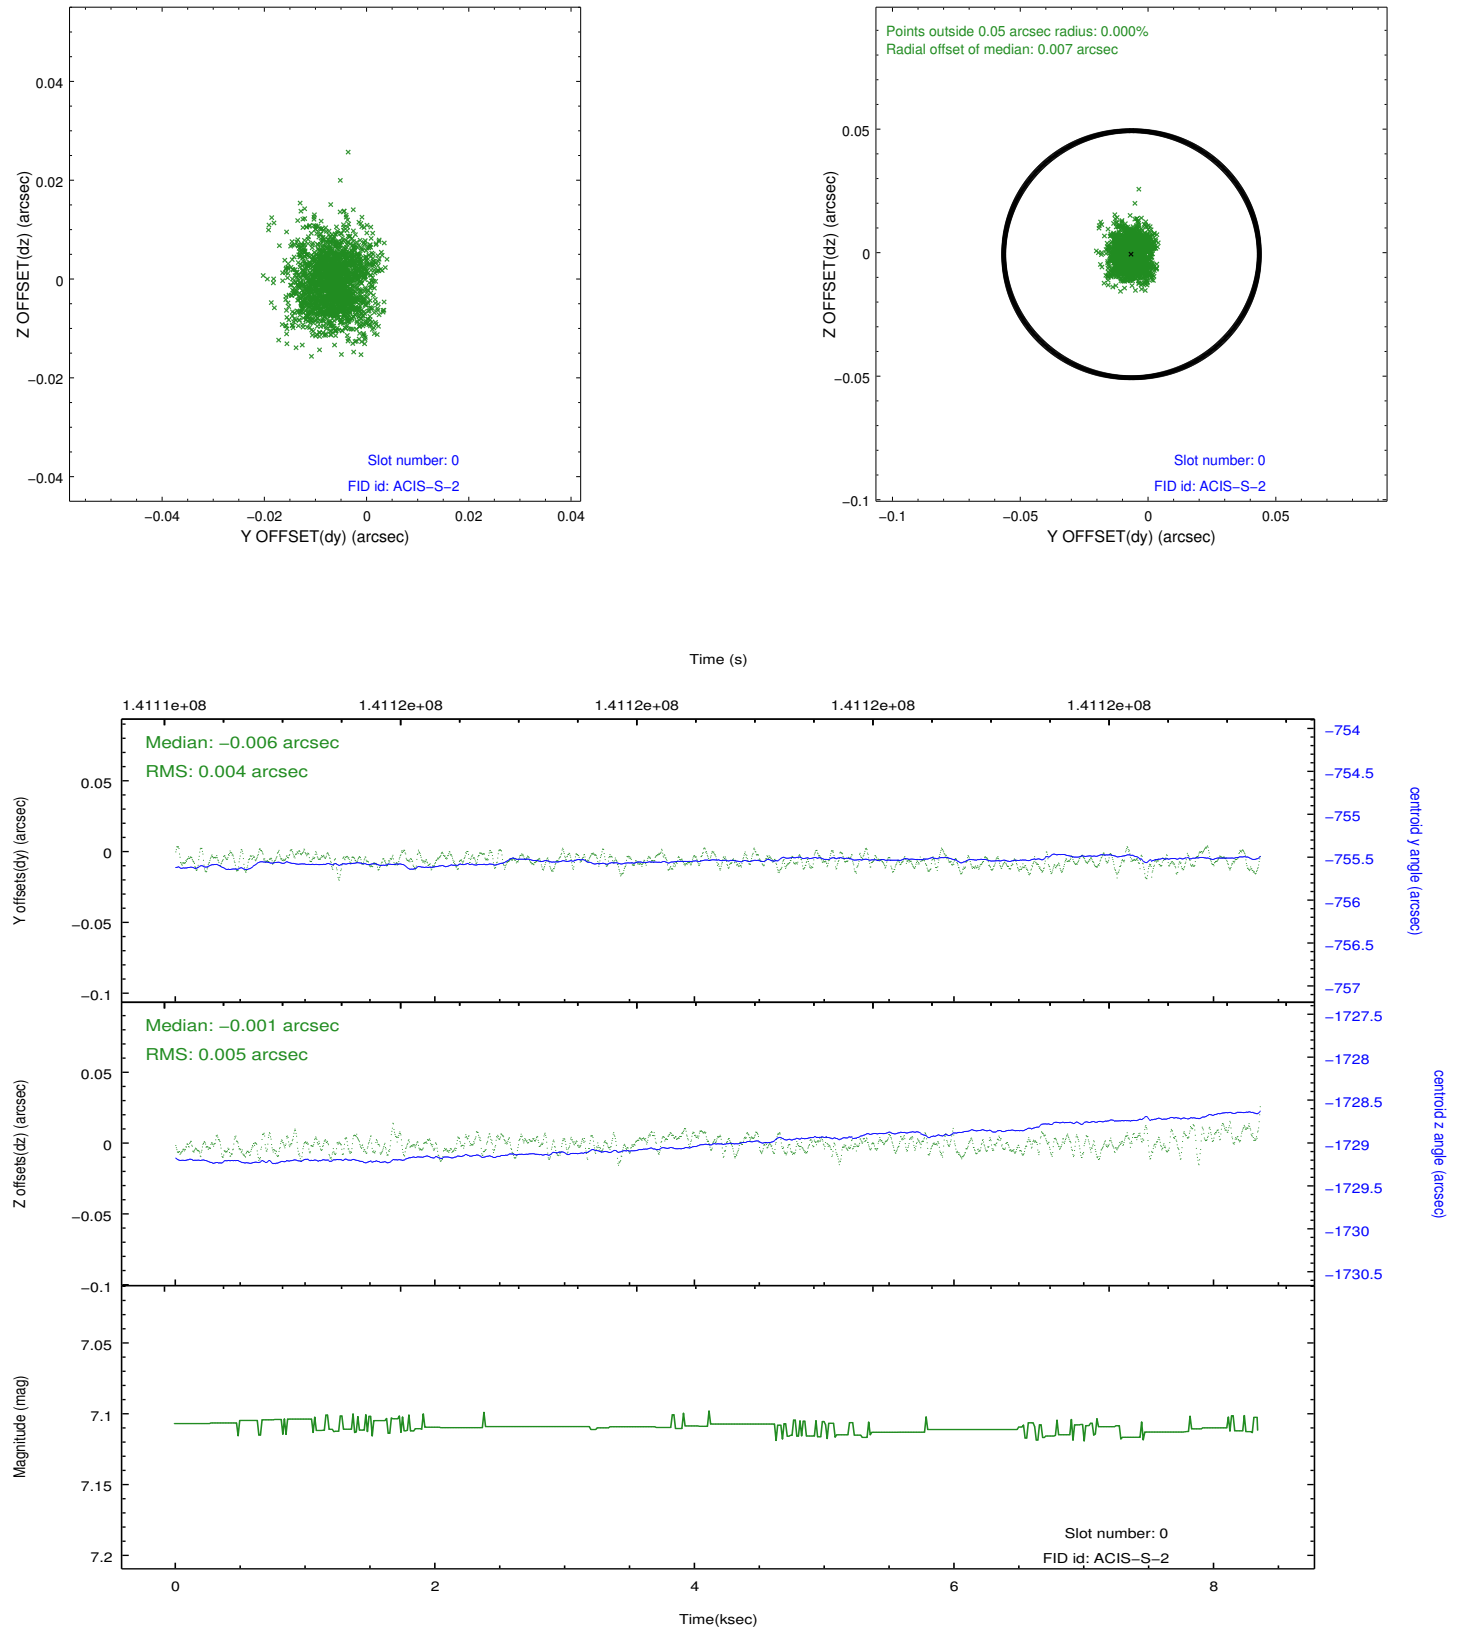 0.04
0.02
0
−0.02
−0.04
Z OFFSET(dz) (arcsec)
Slot number: 0
FID id: ACIS−S−2
−0.04
−0.02
0
0.02
0.04
Y OFFSET(dy) (arcsec)
Points outside 0.05 arcsec radius: 0.000%
Radial offset of median: 0.007 arcsec
0.05
0
−0.05
−0.1
Z OFFSET(dz) (arcsec)
Slot number: 0
FID id: ACIS−S−2
−0.1
−0.05
0
0.05
Y OFFSET(dy) (arcsec)
Time (s)
1.4111e+08
1.4112e+08
1.4112e+08
1.4112e+08
1.4112e+08
Median: −0.006 arcsec
RMS: 0.004 arcsec
0.05
0
−0.05
−0.1
Y offsets(dy) (arcsec)
−754
−754.5
−755
−755.5
−756
−756.5
−757
centroid y angle (arcsec)
Median: −0.001 arcsec
RMS: 0.005 arcsec
0.05
0
−0.05
−0.1
Z offsets(dz) (arcsec)
−1727.5
−1728
−1728.5
−1729
−1729.5
−1730
−1730.5
centroid z angle (arcsec)
7.05
7.1
7.15
7.2
Magnitude (mag)
Slot number: 0
FID id: ACIS−S−2
0
2
4
6
8
Time(ksec)